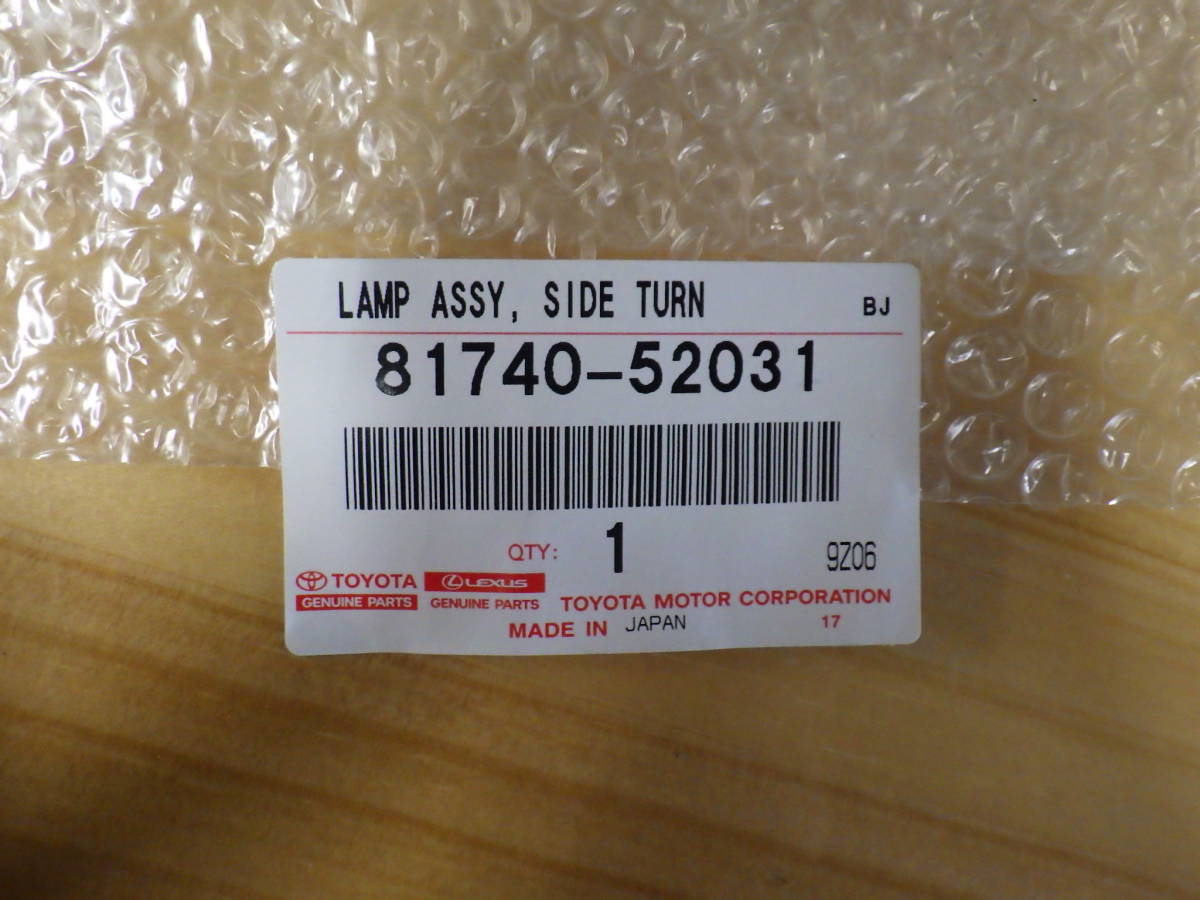 LAMP ASSY, SIDE TURN BJ
81740-52031
QTY: 1 9Z06
TOYOTA LEXUS
GENUINE PARTS GENUINE PARTS TOYOTA MOTOR CORPORATION
MADE IN JAPAN 17